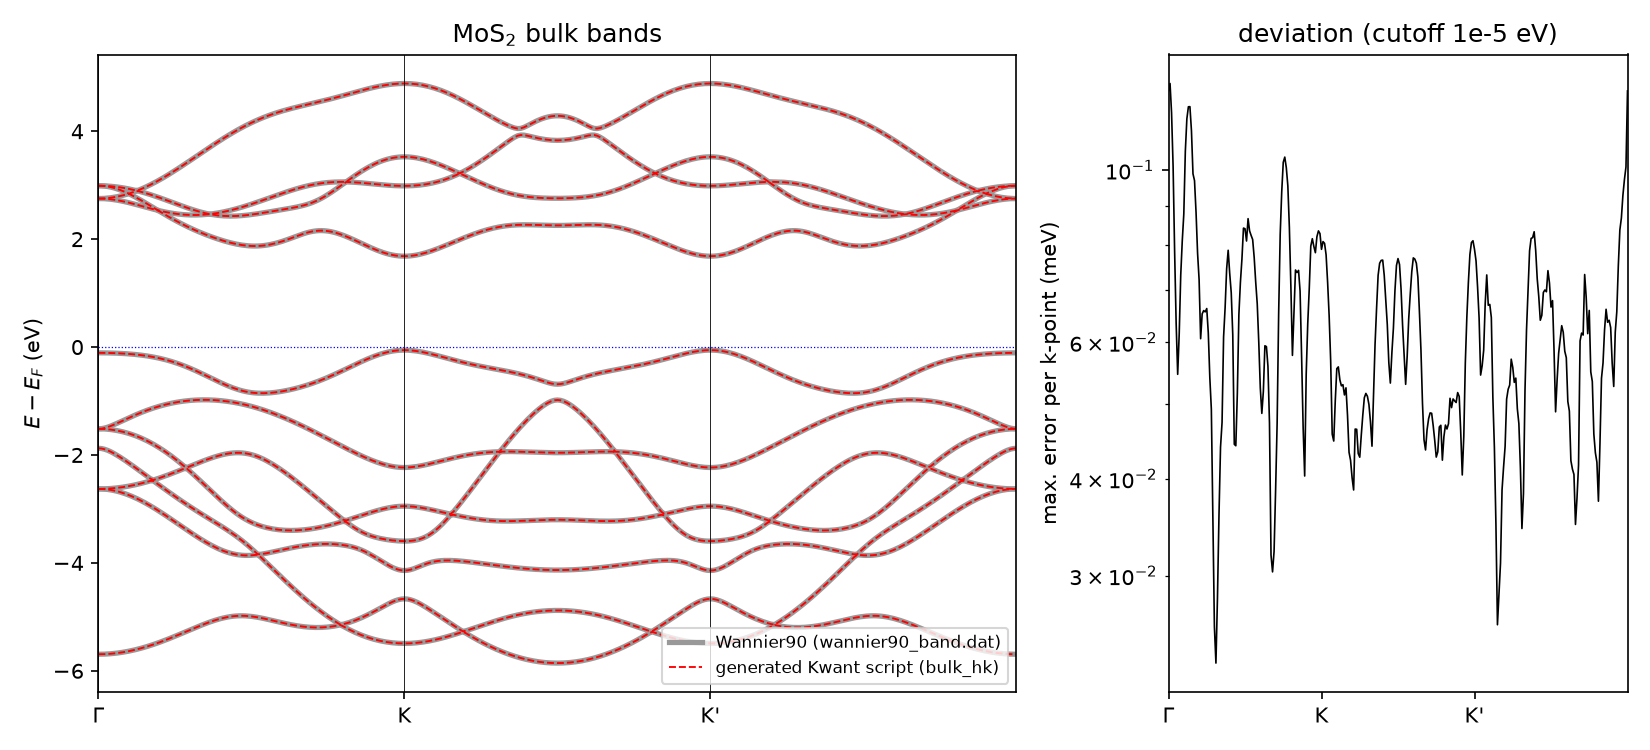 MoS₂ bulk bands
E − E_F (eV)
4
2
0
−2
−4
−6
Γ
K
K'
Wannier90 (wannier90_band.dat)
generated Kwant script (bulk_hk)
deviation (cutoff 1e-5 eV)
max. error per k-point (meV)
10⁻¹
6 × 10⁻²
4 × 10⁻²
3 × 10⁻²
Γ
K
K'